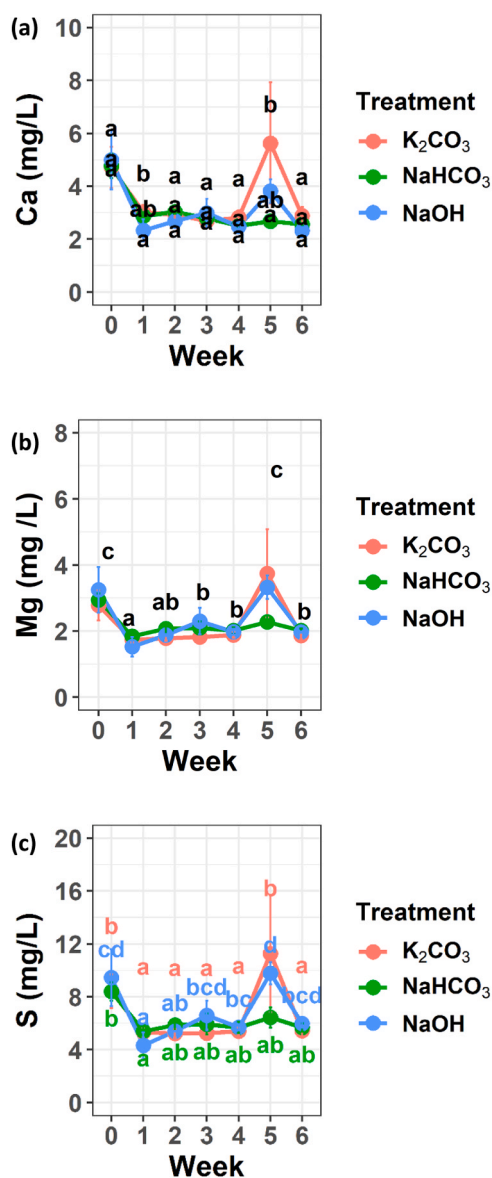 (a)
Ca (mg/L)
10
8
6
4
2
0
a
a
a
b
ab
a
a
a
a
a
a
a
a
a
a
b
ab
a
a
a
a
0 1 2 3 4 5 6
Week
Treatment
K₂CO₃
NaHCO₃
NaOH
(b)
Mg (mg /L)
8
6
4
2
0
c
a
ab
b
b
c
b
0 1 2 3 4 5 6
Week
Treatment
K₂CO₃
NaHCO₃
NaOH
(c)
S (mg/L)
20
16
12
8
4
0
b a a a a b a
cd a ab bcd bc d bcd
b a ab ab ab ab ab
0 1 2 3 4 5 6
Week
Treatment
K₂CO₃
NaHCO₃
NaOH